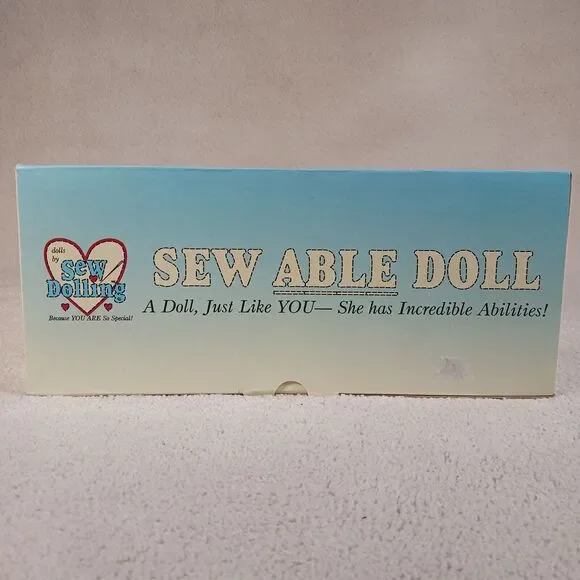 dolls
by
Sew
Dolling
Because YOU ARE So Special!
SEW ABLE DOLL
A Doll, Just Like YOU— She has Incredible Abilities!